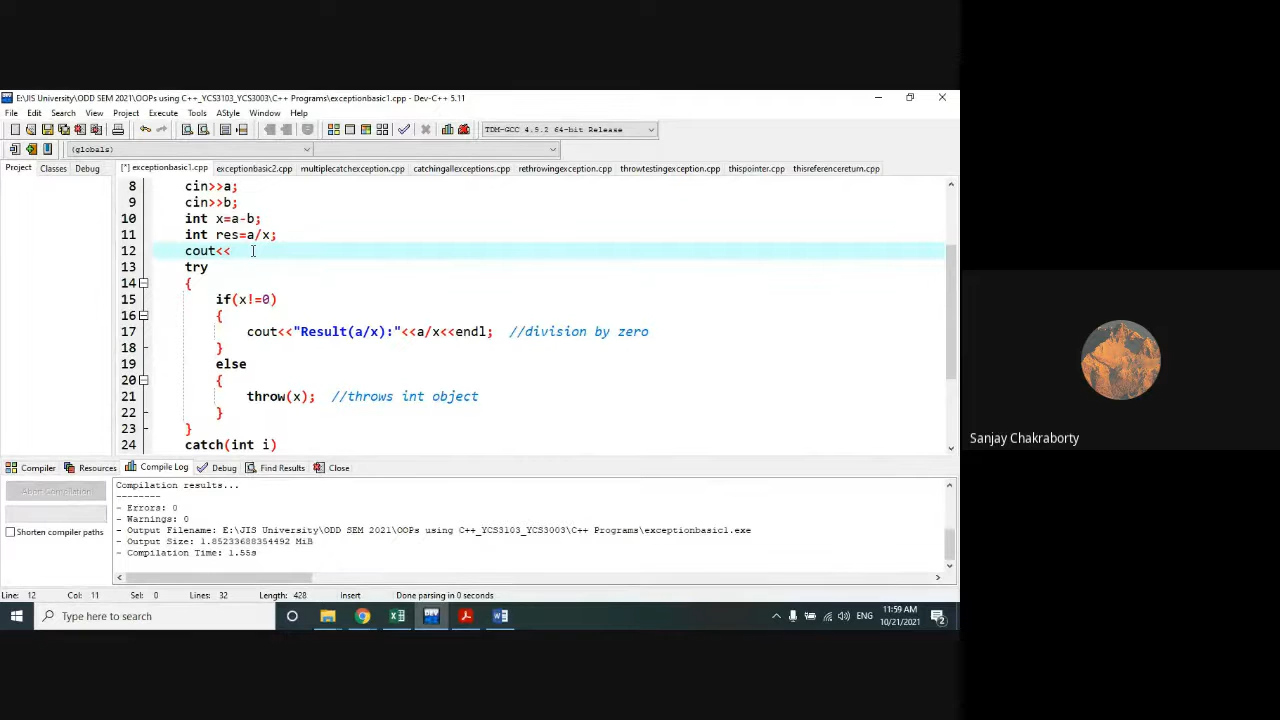 E:\JIS University\ODD SEM 2021\OOPs using C++_YCS3103_YCS3003\C++ Programs\exceptionbasic1.cpp - Dev-C++ 5.11
File Edit Search View Project Execute Tools AStyle Window Help
TDM-GCC 4.9.2 64-bit Release
(globals)
Project Classes Debug [*] exceptionbasic1.cpp exceptionbasic2.cpp multiplecatchexception.cpp catchingallexceptions.cpp rethrowingexception.cpp throwtestingexception.cpp thispointer.cpp thisreferencereturn.cpp
8 cin>>a;
9 cin>>b;
10 int x=a-b;
11 int res=a/x;
12 cout<<
13 try
14 {
15 if(x!=0)
16 {
17 cout<<"Result(a/x):"<<a/x<<endl; //division by zero
18 }
19 else
20 {
21 throw(x); //throws int object
22 }
23 }
24 catch(int i)
Sanjay Chakraborty
Compiler Resources Compile Log Debug Find Results Close
Compilation results...
--------
- Errors: 0
- Warnings: 0
- Output Filename: E:\JIS University\ODD SEM 2021\OOPs using C++_YCS3103_YCS3003\C++ Programs\exceptionbasic1.exe
- Output Size: 1.85233688354492 MiB
- Compilation Time: 1.55s
Abort Compilation
Shorten compiler paths
Line: 12 Col: 11 Sel: 0 Lines: 32 Length: 428 Insert Done parsing in 0 seconds
Type here to search
DEV
ENG
11:59 AM
10/21/2021
2